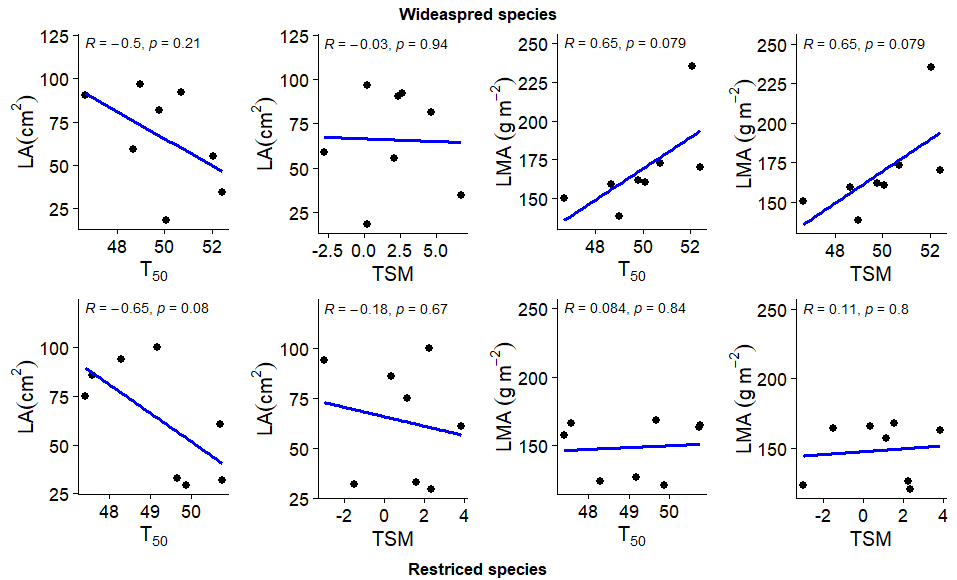 Wideaspred species
R = −0.5, p = 0.21
LA(cm²)
125
100
75
50
25
48 50 52
T₅₀
R = −0.03, p = 0.94
LA(cm²)
125
100
75
50
25
-2.5 0.0 2.5 5.0
TSM
R = 0.65, p = 0.079
LMA (g m⁻²)
250
225
200
175
150
48 50 52
T₅₀
R = 0.65, p = 0.079
LMA (g m⁻²)
250
225
200
175
150
48 50 52
TSM
R = −0.65, p = 0.08
LA(cm²)
100
75
50
25
48 49 50
T₅₀
R = −0.18, p = 0.67
LA(cm²)
100
75
50
25
-2 0 2 4
TSM
R = 0.084, p = 0.84
LMA (g m⁻²)
250
200
150
48 49 50
T₅₀
R = 0.11, p = 0.8
LMA (g m⁻²)
250
200
150
-2 0 2 4
TSM
Restriced species